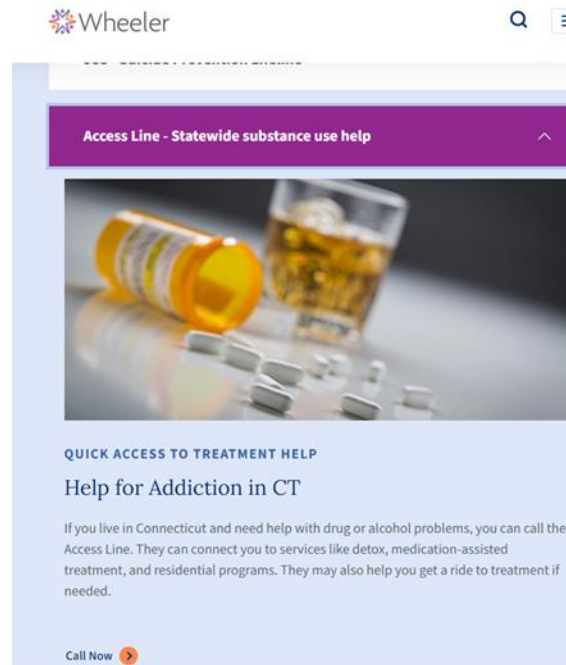 Wheeler
Access Line - Statewide substance use help
QUICK ACCESS TO TREATMENT HELP
Help for Addiction in CT
If you live in Connecticut and need help with drug or alcohol problems, you can call the
Access Line. They can connect you to services like detox, medication-assisted
treatment, and residential programs. They may also help you get a ride to treatment if
needed.
Call Now